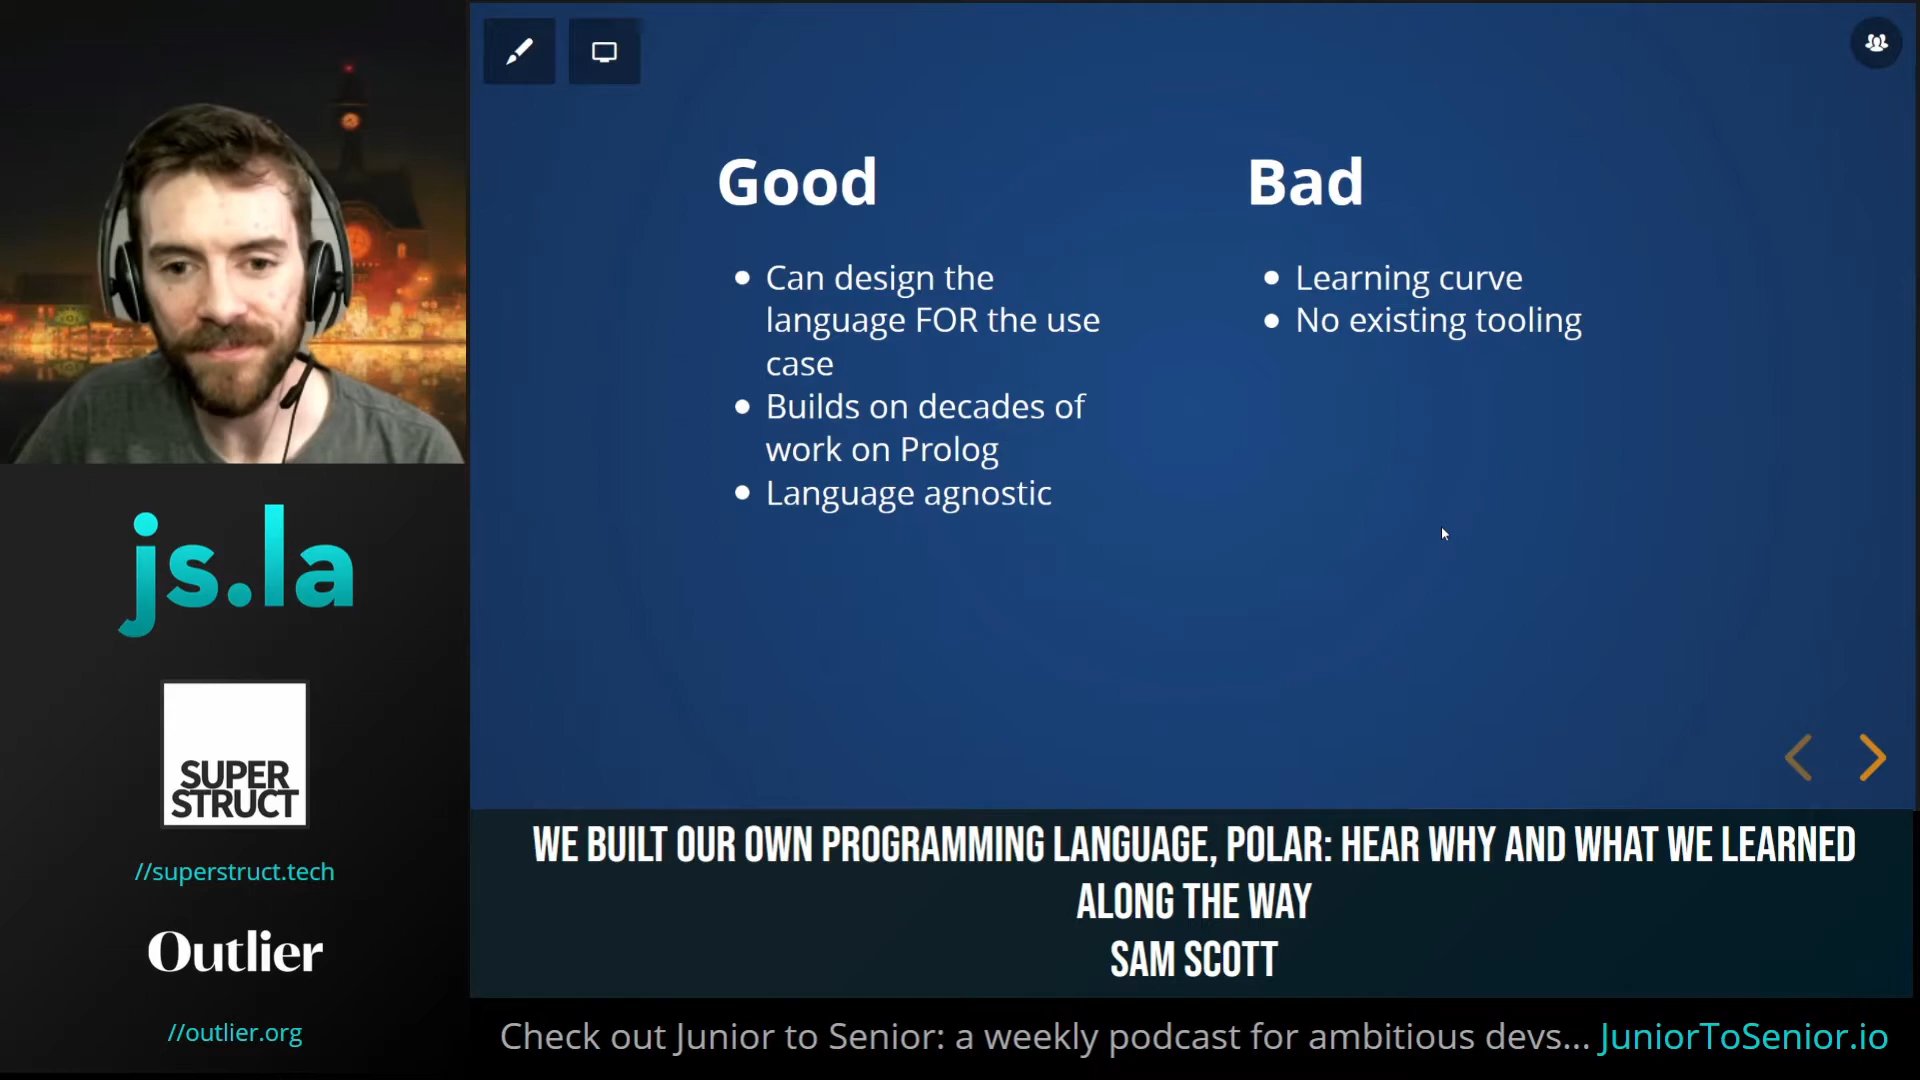 Good
Can design the
language FOR the use
case
Builds on decades of
work on Prolog
Language agnostic
Bad
Learning curve
No existing tooling
js.la
SUPER
STRUCT
//superstruct.tech
Outlier
//outlier.org
WE BUILT OUR OWN PROGRAMMING LANGUAGE, POLAR: HEAR WHY AND WHAT WE LEARNED
ALONG THE WAY
SAM SCOTT
Check out Junior to Senior: a weekly podcast for ambitious devs... JuniorToSenior.io